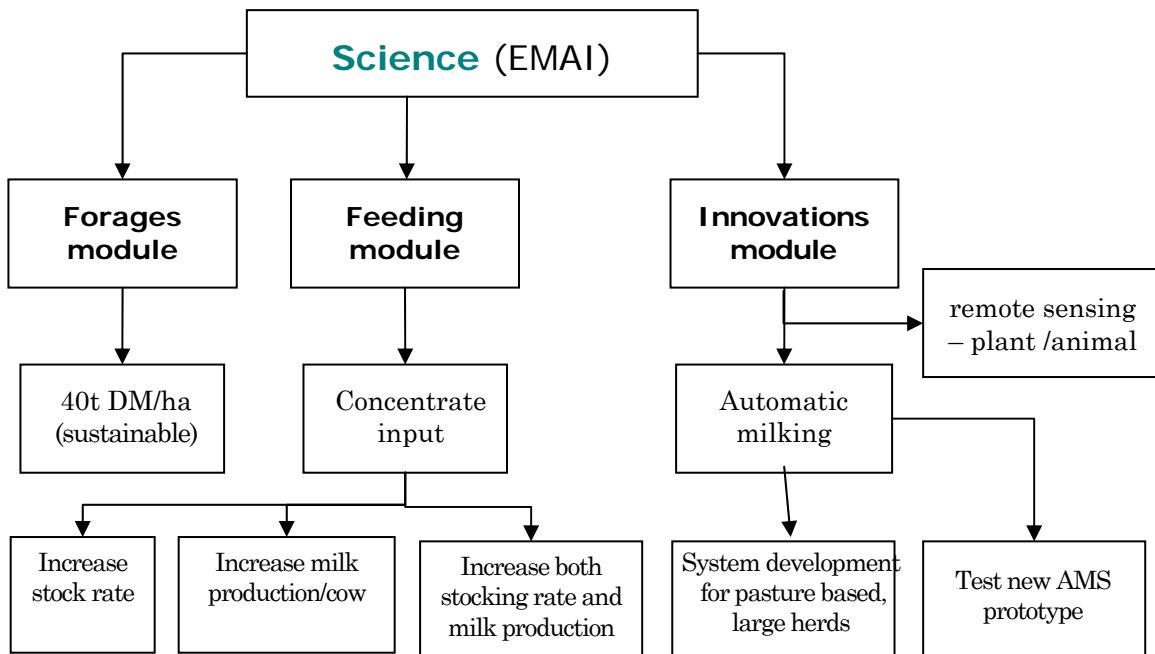 Science (EMAI)
Forages
module
Feeding
module
Innovations
module
remote sensing
– plant /animal
40t DM/ha
(sustainable)
Concentrate
input
Automatic
milking
Increase
stock rate
Increase milk
production/cow
Increase both
stocking rate and
milk production
System development
for pasture based,
large herds
Test new AMS
prototype